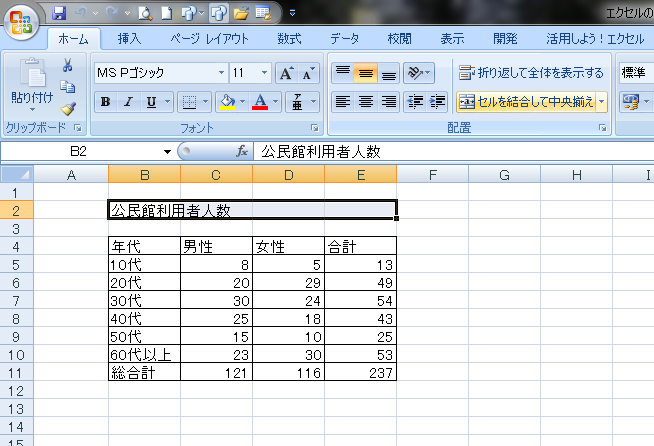 エクセルの
ホーム 挿入 ページ レイアウト 数式 データ 校閲 表示 開発 活用しよう！エクセル
貼り付け
MS Pゴシック 11 A A 折り返して全体を表示する 標準
B I U A ア 亜 セルを結合して中央揃え
クリップボード フォント 配置
B2 fx 公民館利用者人数
A B C D E F G H I
1
2 公民館利用者人数
3
4 年代 男性 女性 合計
5 10代 8 5 13
6 20代 20 29 49
7 30代 30 24 54
8 40代 25 18 43
9 50代 15 10 25
10 60代以上 23 30 53
11 総合計 121 116 237
12
13
14
15